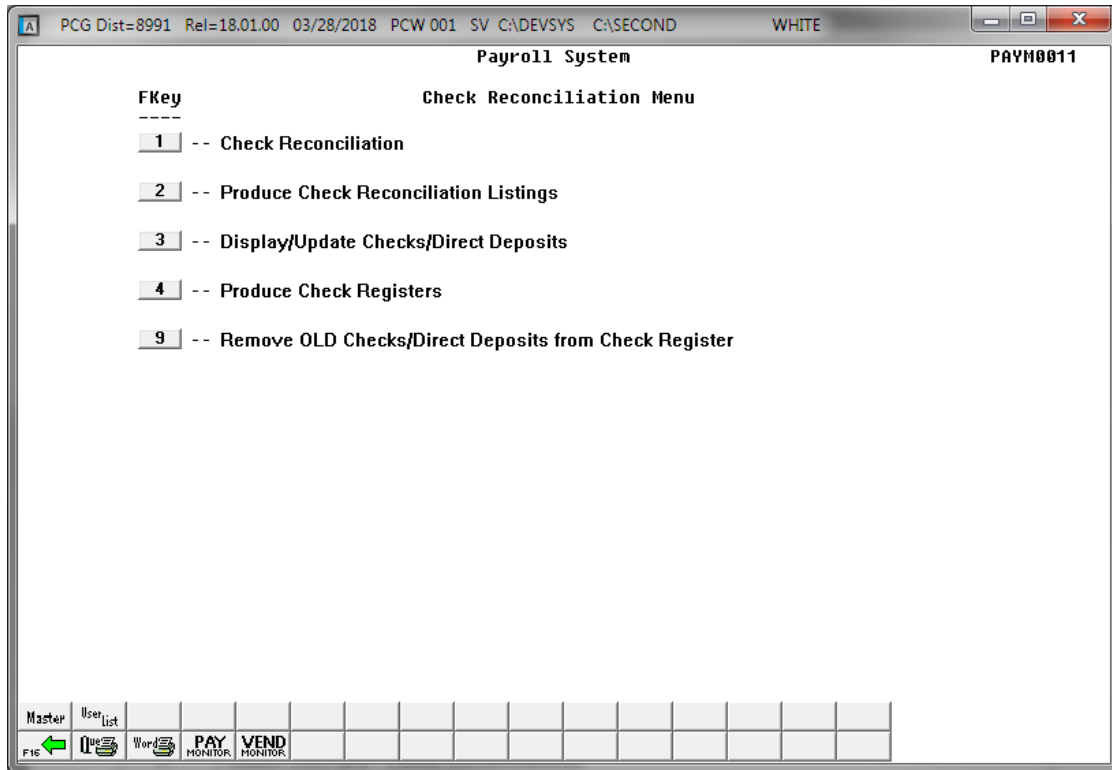 A PCG Dist=8991 Rel=18.01.00 03/28/2018 PCW 001 SV C:\DEVSYS C:\SECOND WHITE
Payroll System PAYM0011
FKey Check Reconciliation Menu
----
1 -- Check Reconciliation
2 -- Produce Check Reconciliation Listings
3 -- Display/Update Checks/Direct Deposits
4 -- Produce Check Registers
9 -- Remove OLD Checks/Direct Deposits from Check Register
Master User List
F16 Que Word PAY MONITOR VEND MONITOR